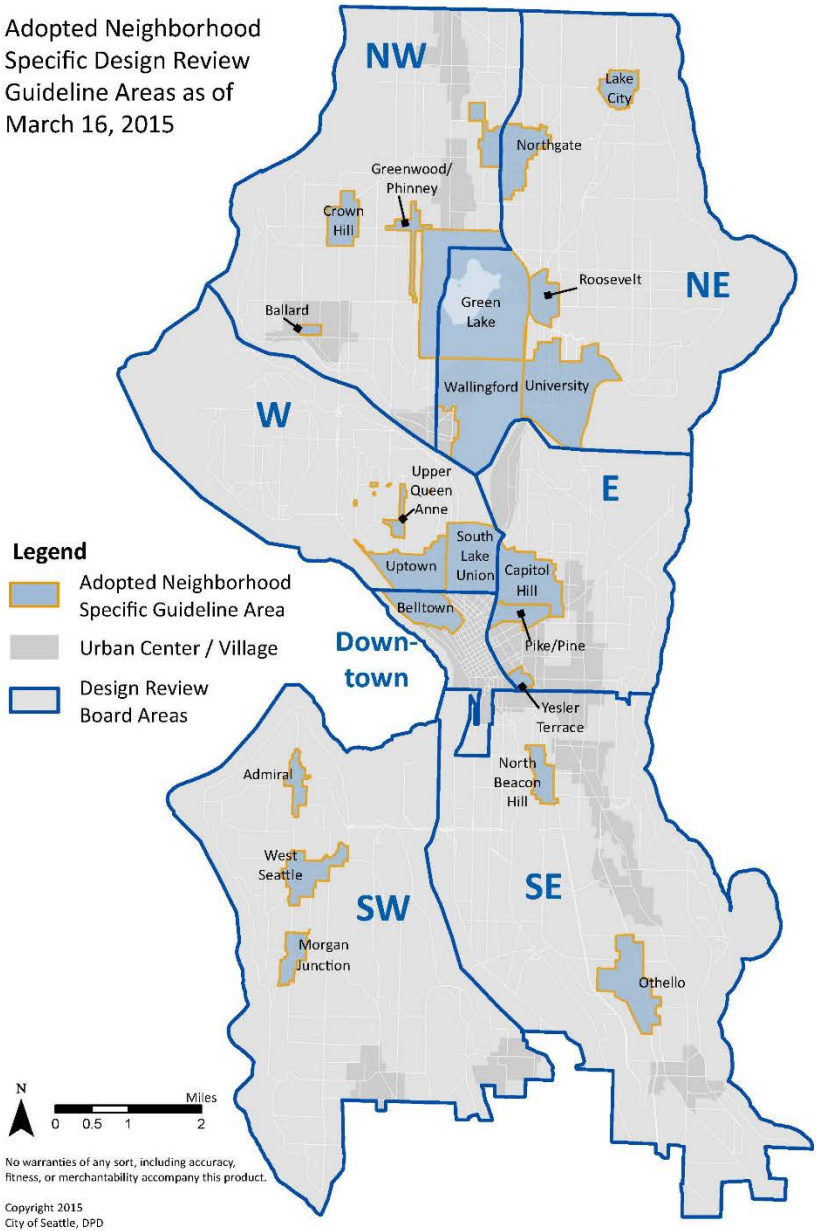 Adopted Neighborhood
Specific Design Review
Guideline Areas as of
March 16, 2015
NW
Lake
City
Northgate
Greenwood/
Phinney
Crown
Hill
NE
Roosevelt
Green
Lake
Ballard
Wallingford
University
W
E
Upper
Queen
Anne
South
Lake
Union
Uptown
Capitol
Hill
Belltown
Pike/Pine
Down-
town
Yesler
Terrace
Legend
Adopted Neighborhood
Specific Guideline Area
Urban Center / Village
Design Review
Board Areas
North
Beacon
Hill
Admiral
West
Seattle
SE
SW
Morgan
Junction
Othello
N
Miles
0 0.5 1 2
No warranties of any sort, including accuracy,
fitness, or merchantability accompany this product.
Copyright 2015
City of Seattle, DPD